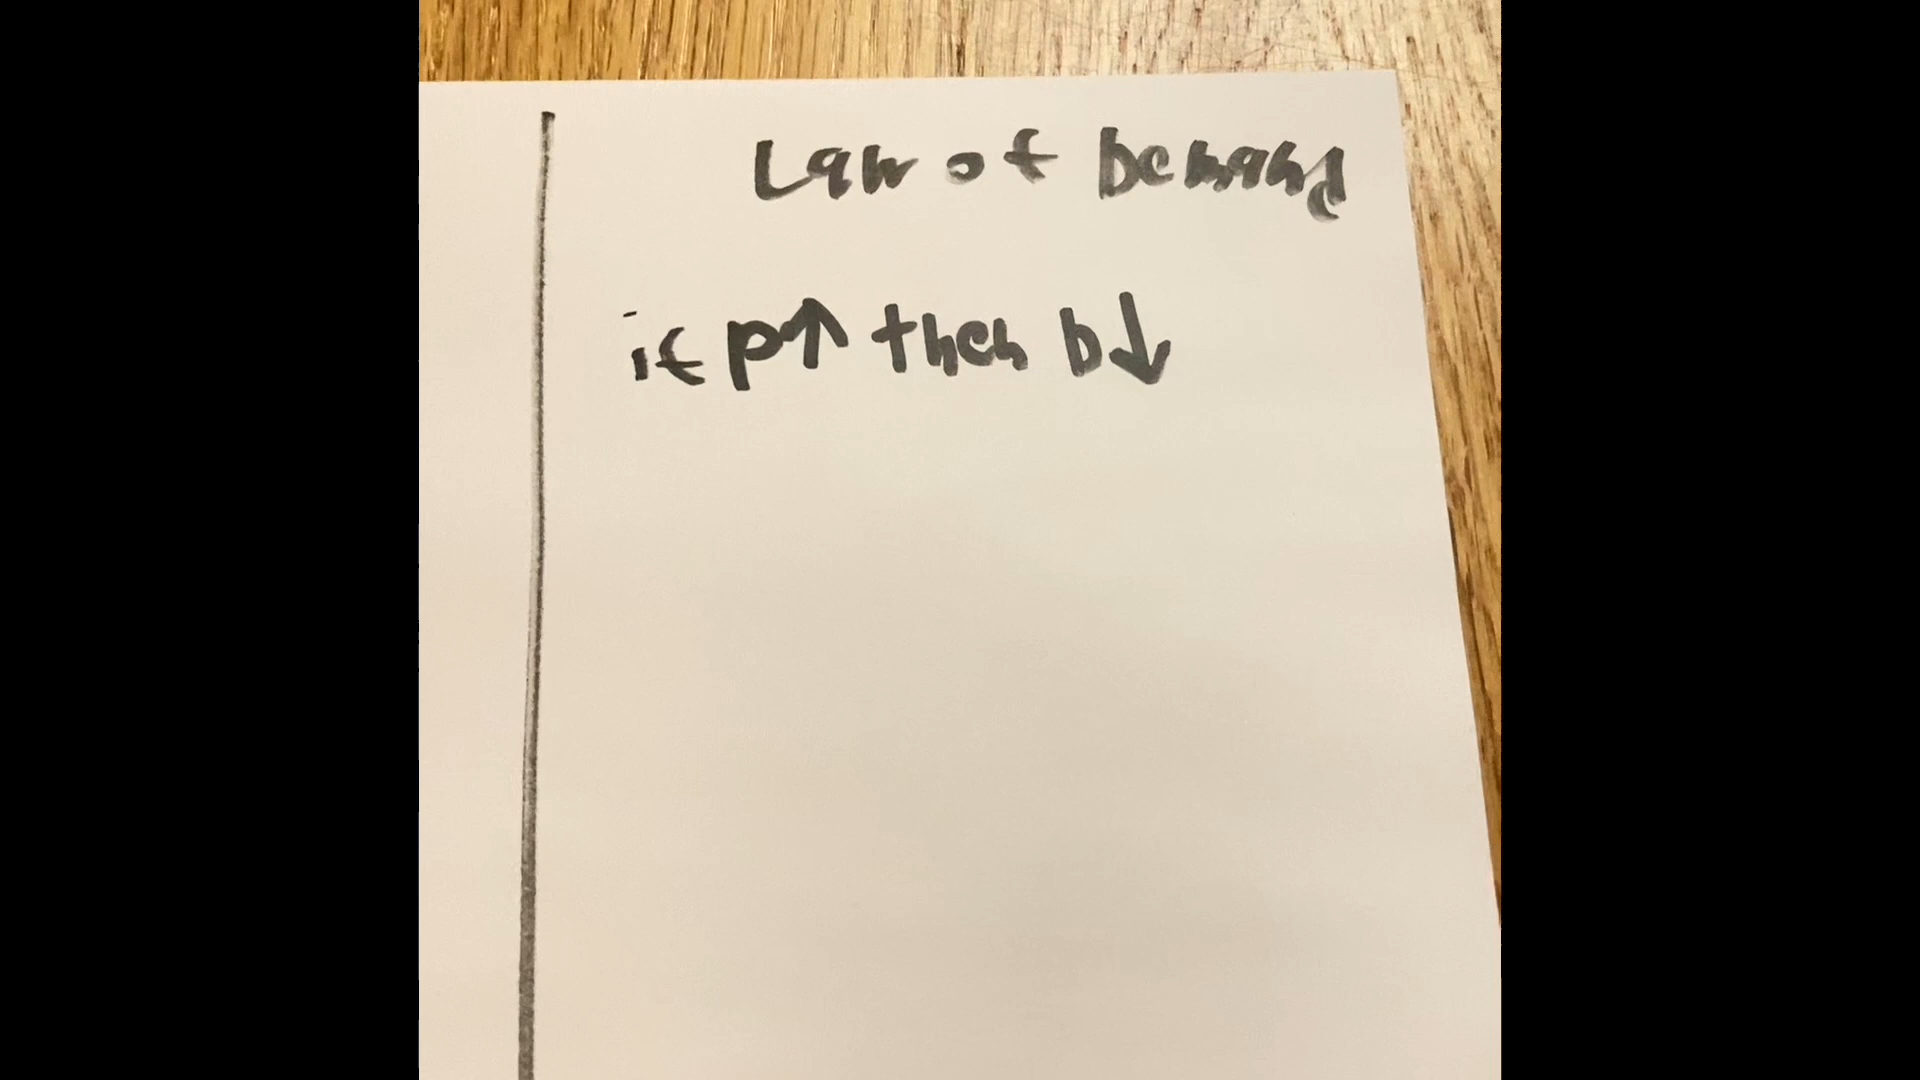 Law of Demand
if p↑ then D↓